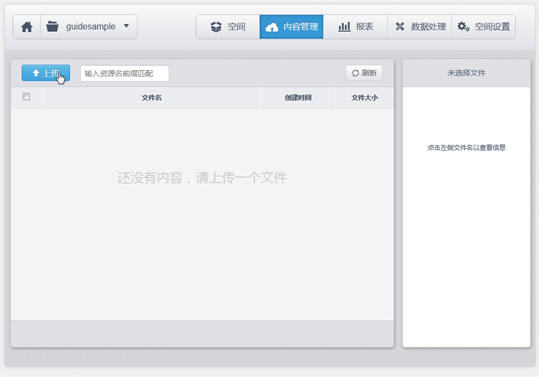 guidesample
空间
内容管理
报表
数据处理
空间设置
上传
输入资源名前缀匹配
刷新
未选择文件
文件名
创建时间
文件大小
点击左侧文件名以查看信息
还没有内容，请上传一个文件